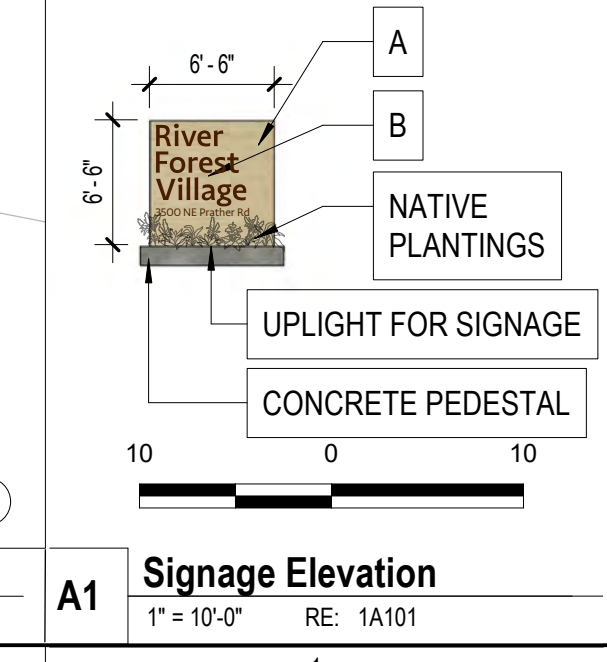 6' - 6"
A
B
6' - 6"
River
Forest
Village
3500 NE Prather Rd
NATIVE
PLANTINGS
UPLIGHT FOR SIGNAGE
CONCRETE PEDESTAL
10 0 10
A1
Signage Elevation
1" = 10'-0" RE: 1A101